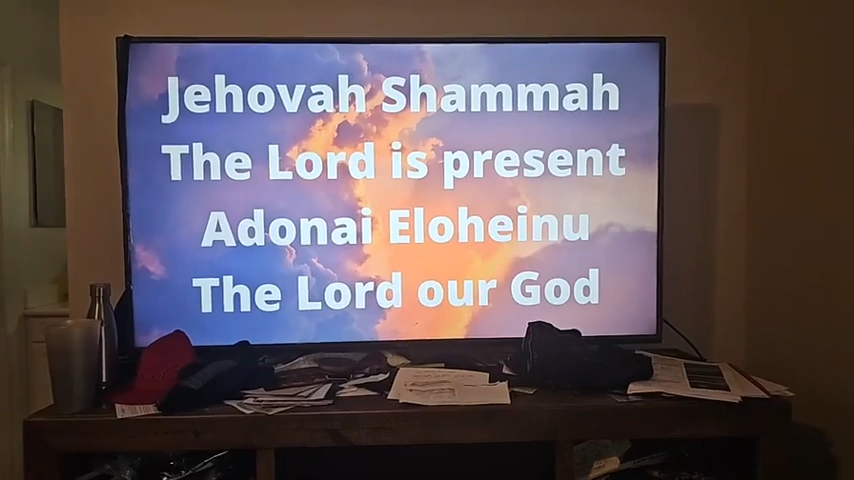 Jehovah Shammah
The Lord is present
Adonai Eloheinu
The Lord our God